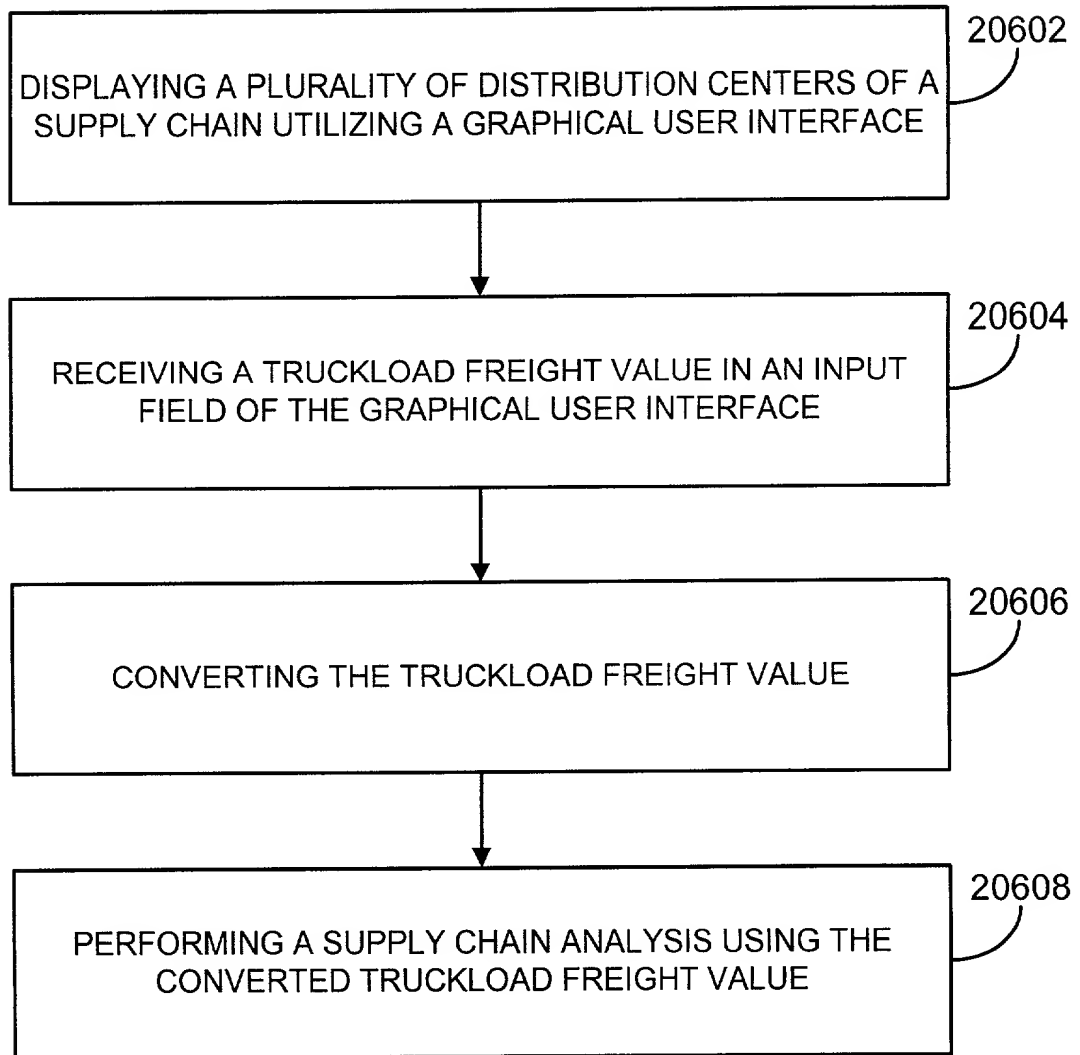 20602
DISPLAYING A PLURALITY OF DISTRIBUTION CENTERS OF A
SUPPLY CHAIN UTILIZING A GRAPHICAL USER INTERFACE
20604
RECEIVING A TRUCKLOAD FREIGHT VALUE IN AN INPUT
FIELD OF THE GRAPHICAL USER INTERFACE
20606
CONVERTING THE TRUCKLOAD FREIGHT VALUE
20608
PERFORMING A SUPPLY CHAIN ANALYSIS USING THE
CONVERTED TRUCKLOAD FREIGHT VALUE